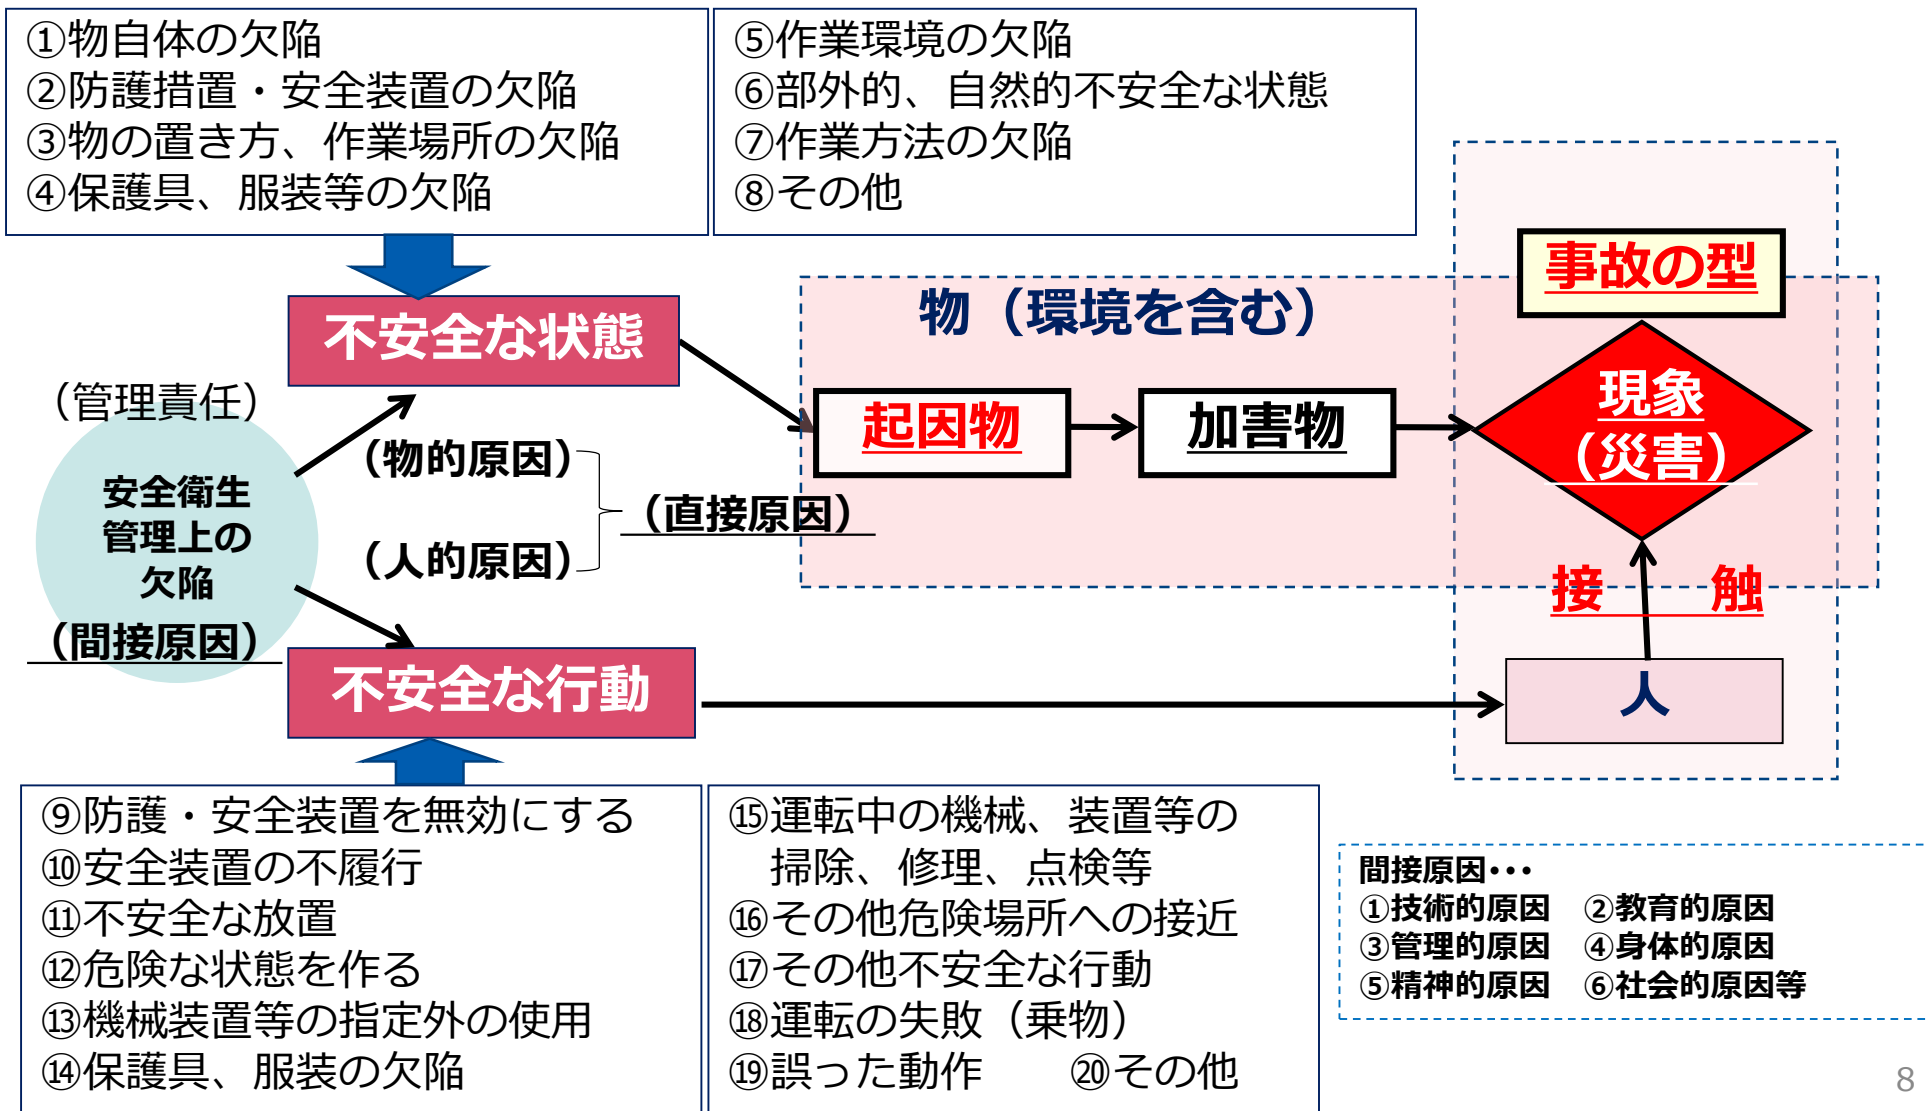 ①物自体の欠陥
②防護措置・安全装置の欠陥
③物の置き方、作業場所の欠陥
④保護具、服装等の欠陥
⑤作業環境の欠陥
⑥部外的、自然的不安全な状態
⑦作業方法の欠陥
⑧その他
事故の型
物（環境を含む）
不安全な状態
（管理責任）
起因物
加害物
現象
（災害）
（物的原因）
安全衛生
管理上の
欠陥
（直接原因）
（人的原因）
接　触
（間接原因）
不安全な行動
人
⑨防護・安全装置を無効にする
⑩安全装置の不履行
⑪不安全な放置
⑫危険な状態を作る
⑬機械装置等の指定外の使用
⑭保護具、服装の欠陥
⑮運転中の機械、装置等の
掃除、修理、点検等
⑯その他危険場所への接近
⑰その他不安全な行動
⑱運転の失敗（乗物）
⑲誤った動作　　⑳その他
間接原因･･･
①技術的原因　②教育的原因
③管理的原因　④身体的原因
⑤精神的原因　⑥社会的原因等
8